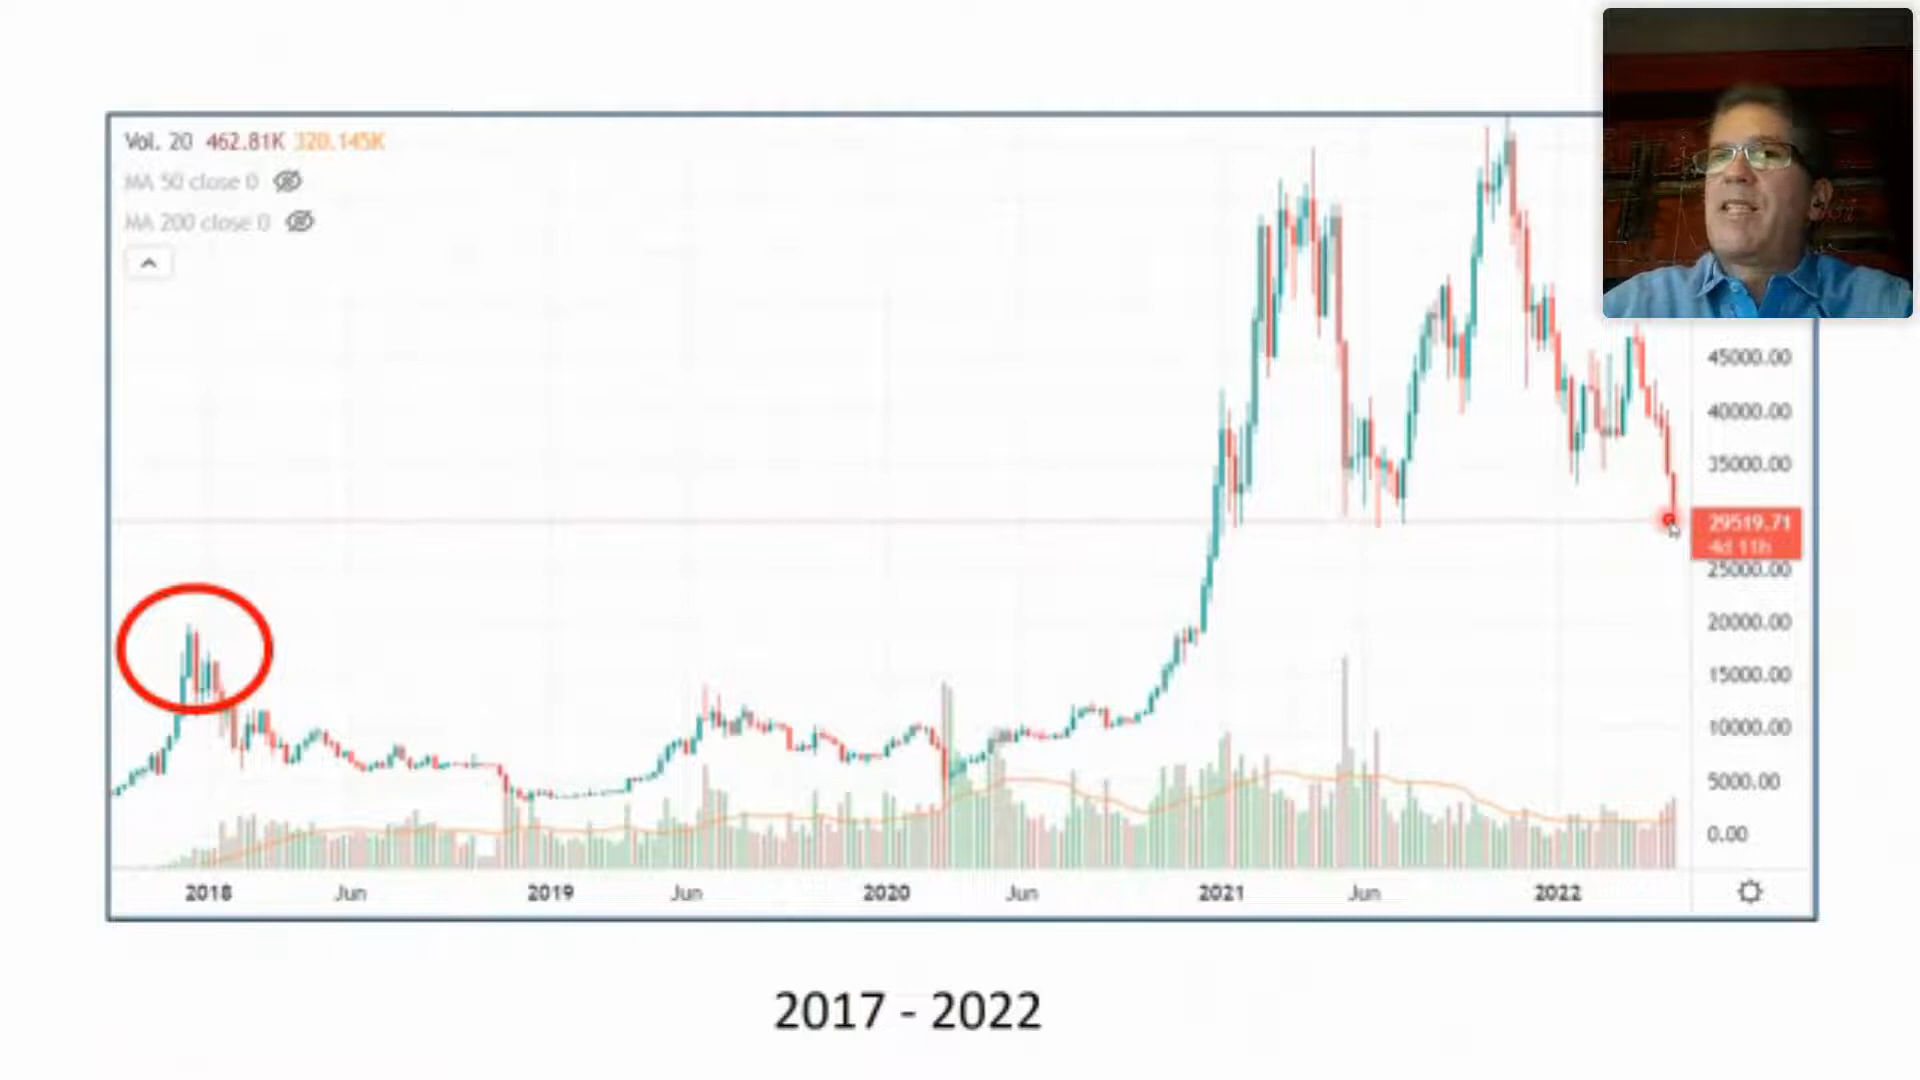 Vol. 20 462.81K 320.145K
MA 50 close 0
MA 200 close 0
45000.00
40000.00
35000.00
29519.71
4d 11h
25000.00
20000.00
15000.00
10000.00
5000.00
0.00
2018 Jun 2019 Jun 2020 Jun 2021 Jun 2022
2017 - 2022